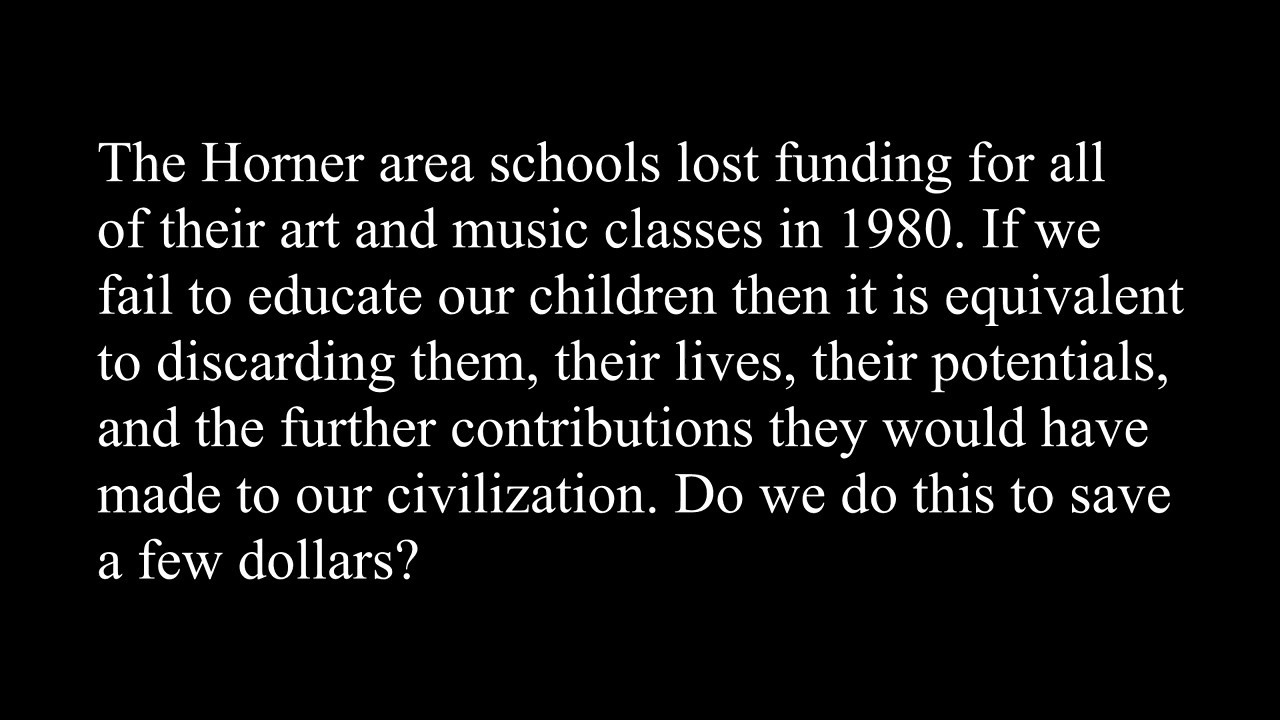 The Horner area schools lost funding for all
of their art and music classes in 1980. If we
fail to educate our children then it is equivalent
to discarding them, their lives, their potentials,
and the further contributions they would have
made to our civilization. Do we do this to save
a few dollars?